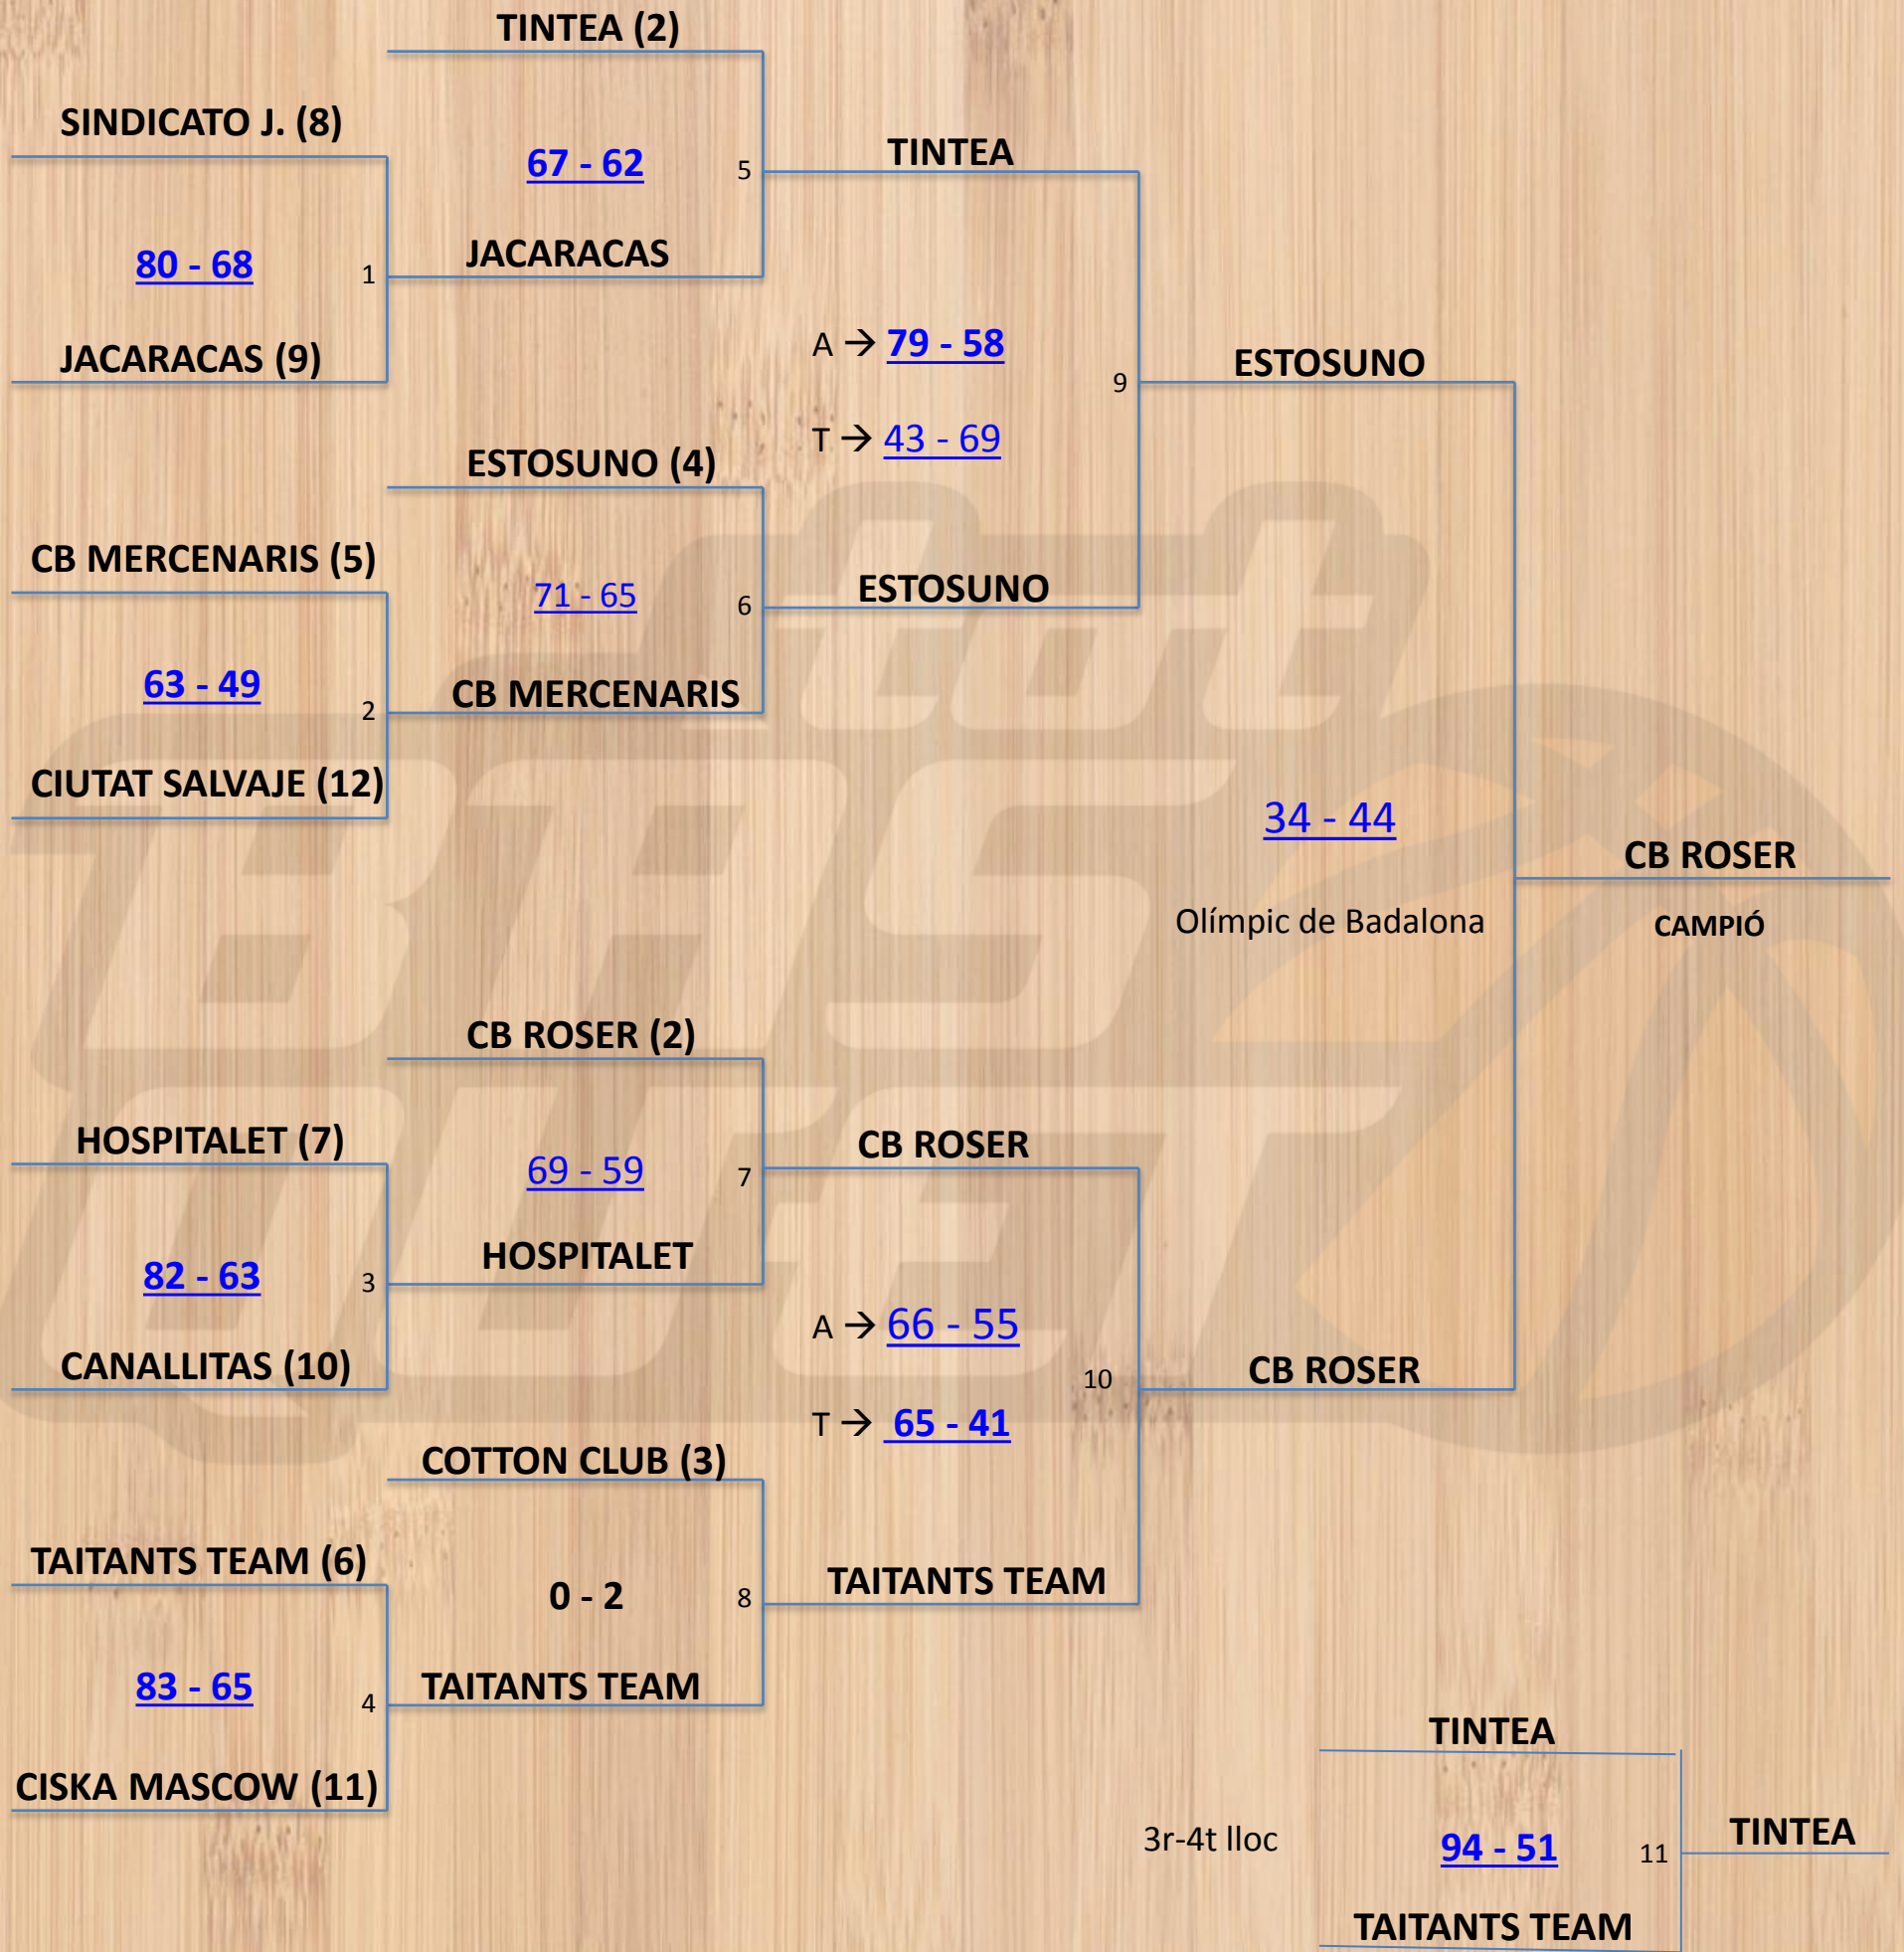 TINTEA (2)
SINDICATO J. (8)
67 - 62
5
TINTEA
80 - 68
1
JACARACAS
JACARACAS (9)
A → 79 - 58
9
ESTOSUNO
T → 43 - 69
ESTOSUNO (4)
CB MERCENARIS (5)
71 - 65
6
ESTOSUNO
63 - 49
2
CB MERCENARIS
CIUTAT SALVAJE (12)
34 - 44
CB ROSER
Olímpic de Badalona
CAMPIÓ
CB ROSER (2)
HOSPITALET (7)
69 - 59
7
CB ROSER
82 - 63
3
HOSPITALET
CANALLITAS (10)
A → 66 - 55
10
CB ROSER
T → 65 - 41
COTTON CLUB (3)
TAITANTS TEAM (6)
0 - 2
8
TAITANTS TEAM
83 - 65
4
TAITANTS TEAM
CISKA MASCOW (11)
TINTEA
3r-4t lloc
94 - 51
11
TINTEA
TAITANTS TEAM
tot
BAS
QUET